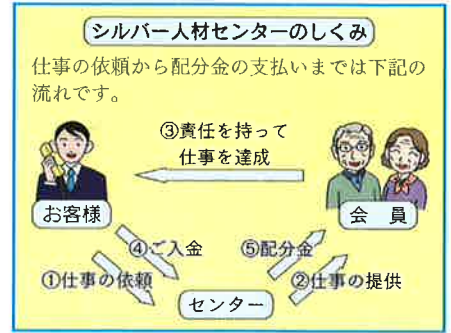 シルバー人材センターのしくみ
仕事の依頼から配分金の支払いまでは下記の
流れです。
③責任を持って
仕事を達成
お客様
会　員
④ご入金
⑤配分金
①仕事の依頼
②仕事の提供
センター